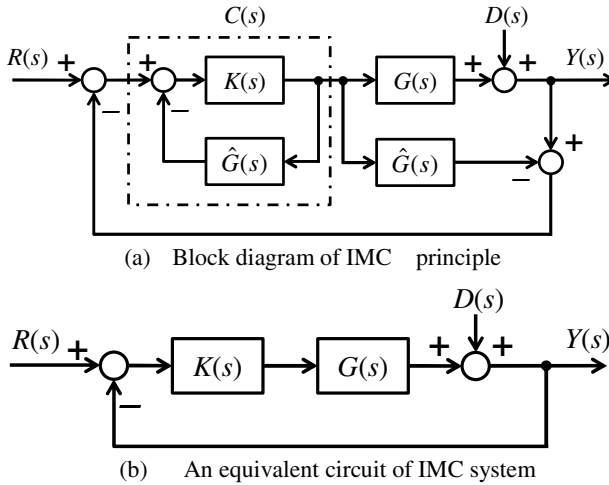 C(s)
D(s)
R(s) + + K(s) G(s) + + Y(s)
− −
Ĝ(s) Ĝ(s) − +
(a) Block diagram of IMC principle
D(s)
R(s) + K(s) G(s) + + Y(s)
−
(b) An equivalent circuit of IMC system